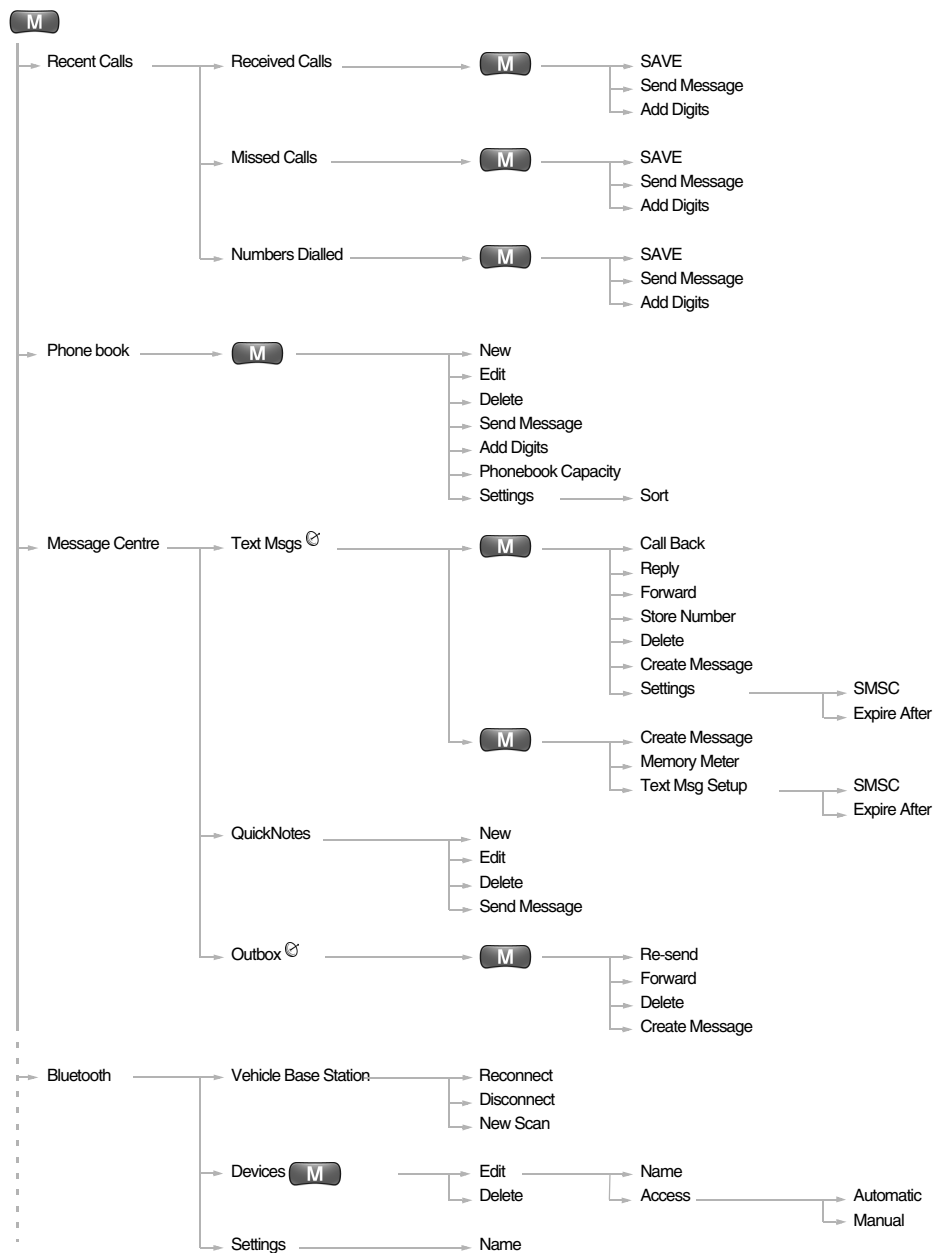 M
Recent Calls Received Calls M SAVE
Send Message
Add Digits
Missed Calls M SAVE
Send Message
Add Digits
Numbers Dialled M SAVE
Send Message
Add Digits
Phone book M New
Edit
Delete
Send Message
Add Digits
Phonebook Capacity
Settings Sort
Message Centre Text Msgs M Call Back
Reply
Forward
Store Number
Delete
Create Message
Settings SMSC
Expire After
M Create Message
Memory Meter
Text Msg Setup SMSC
Expire After
QuickNotes New
Edit
Delete
Send Message
Outbox M Re-send
Forward
Delete
Create Message
Bluetooth Vehicle Base Station Reconnect
Disconnect
New Scan
Devices M Edit Name
Delete Access Automatic
Manual
Settings Name